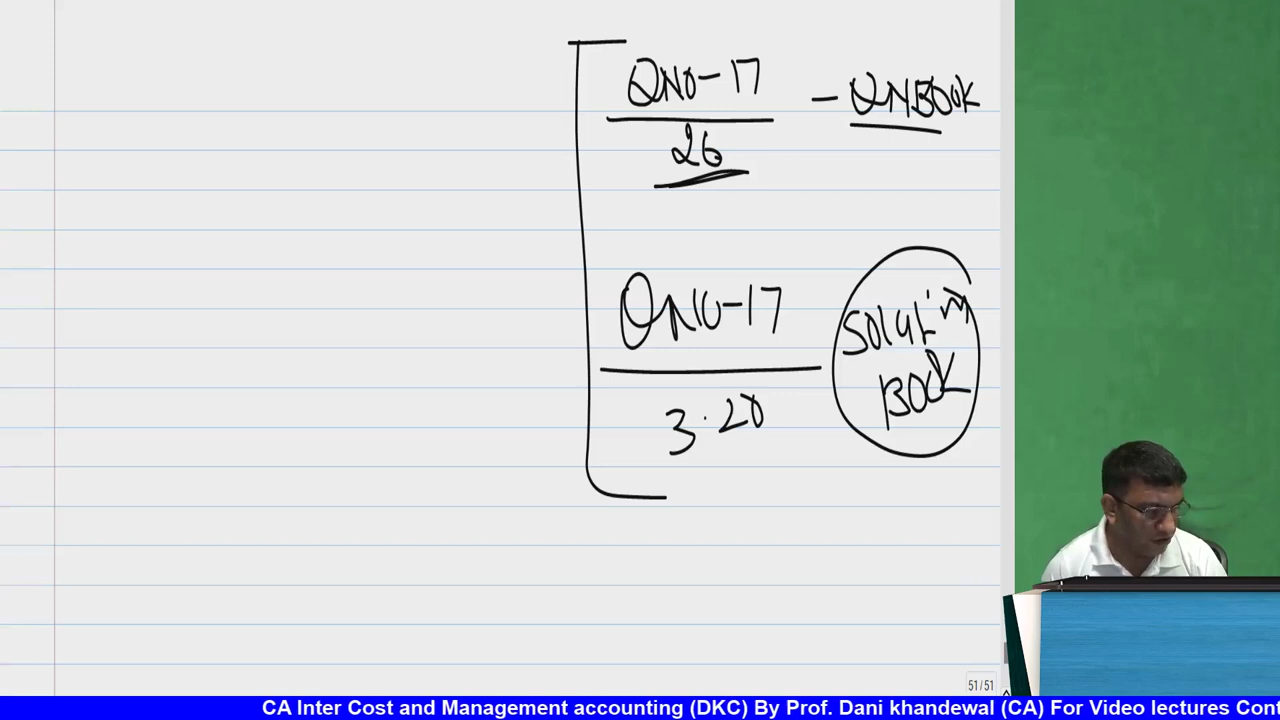 QNO-17 - QNBOOK
26
QNO-17 Solution
Book
3.20
51/51
CA Inter Cost and Management accounting (DKC) By Prof. Dani khandewal (CA) For Video lectures Cont